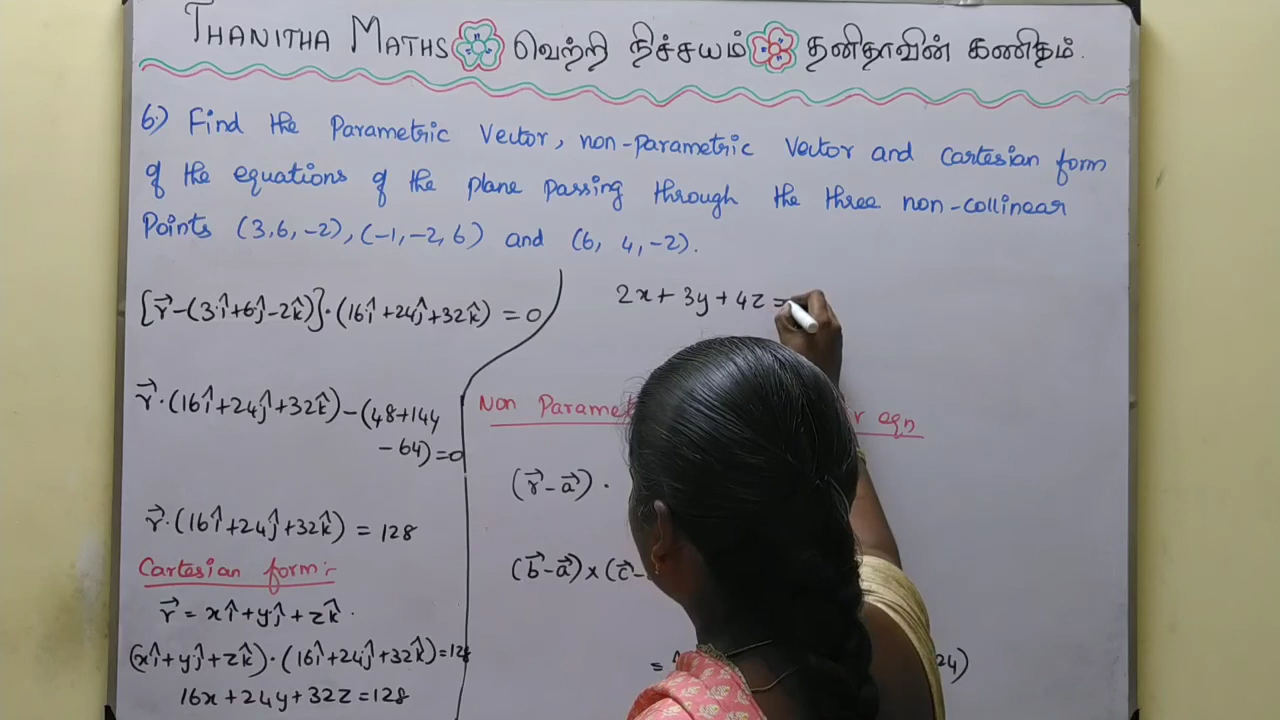 THANITHA MATHS வெற்றி நிச்சயம் தனிதாவின் கணிதம்.
6.) Find the Parametric Vector, non-parametric Vector and Cartesian form
of the equations of the plane passing through the three non-collinear
Points (3,6,-2), (-1,-2,6) and (6, 4,-2).
[r⃗-(3î+6ĵ-2k̂)]·(16î+24ĵ+32k̂) = 0
r⃗·(16î+24ĵ+32k̂)-(48+144
-64)=0
r⃗·(16î+24ĵ+32k̂) = 128
Cartesian form:-
r⃗ = xî+yĵ+zk̂.
(xî+yĵ+zk̂)·(16î+24ĵ+32k̂)=128
16x+24y+32z=128
2x+3y+4z =
Non eqn
(r⃗-a⃗)·
(b⃗-a⃗)×(c⃗-
=
24)